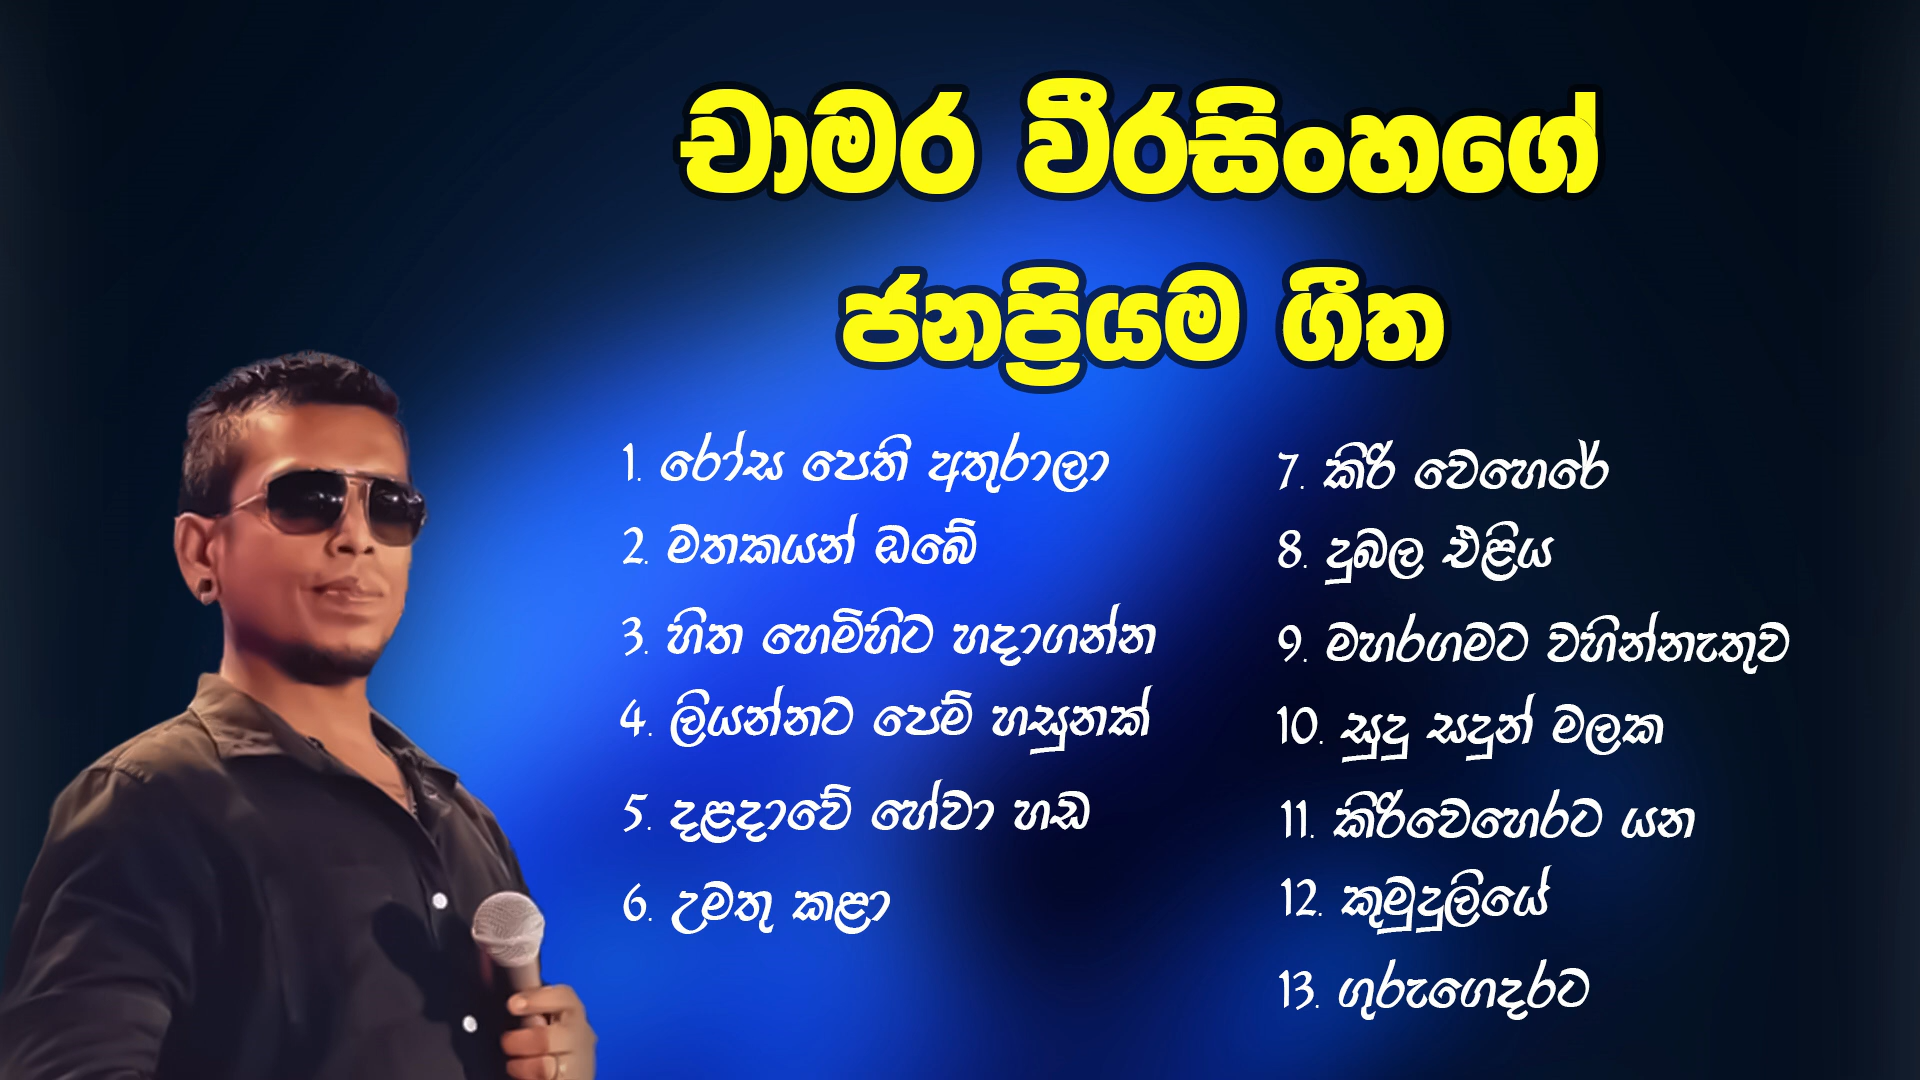 චාමර වීරසිංහගේ
ජනප්‍රියම ගීත
1. රෝස පෙති අතුරාලා
2. මතකයන් ඔබේ
3. හිත හෙමිහිට හදාගන්න
4. ලියන්නට පෙම් හසුනක්
5. දළදාවේ හේවා හඩ
6. උමතු කළා
7. කිරි වෙහෙරේ
8. දුබල එළිය
9. මහරගමට වහින්නැතුව
10. සුදු සදුන් මලක
11. කිරිවෙහෙරට යන
12. කුමුදුලියේ
13. ගුරුගෙදරට